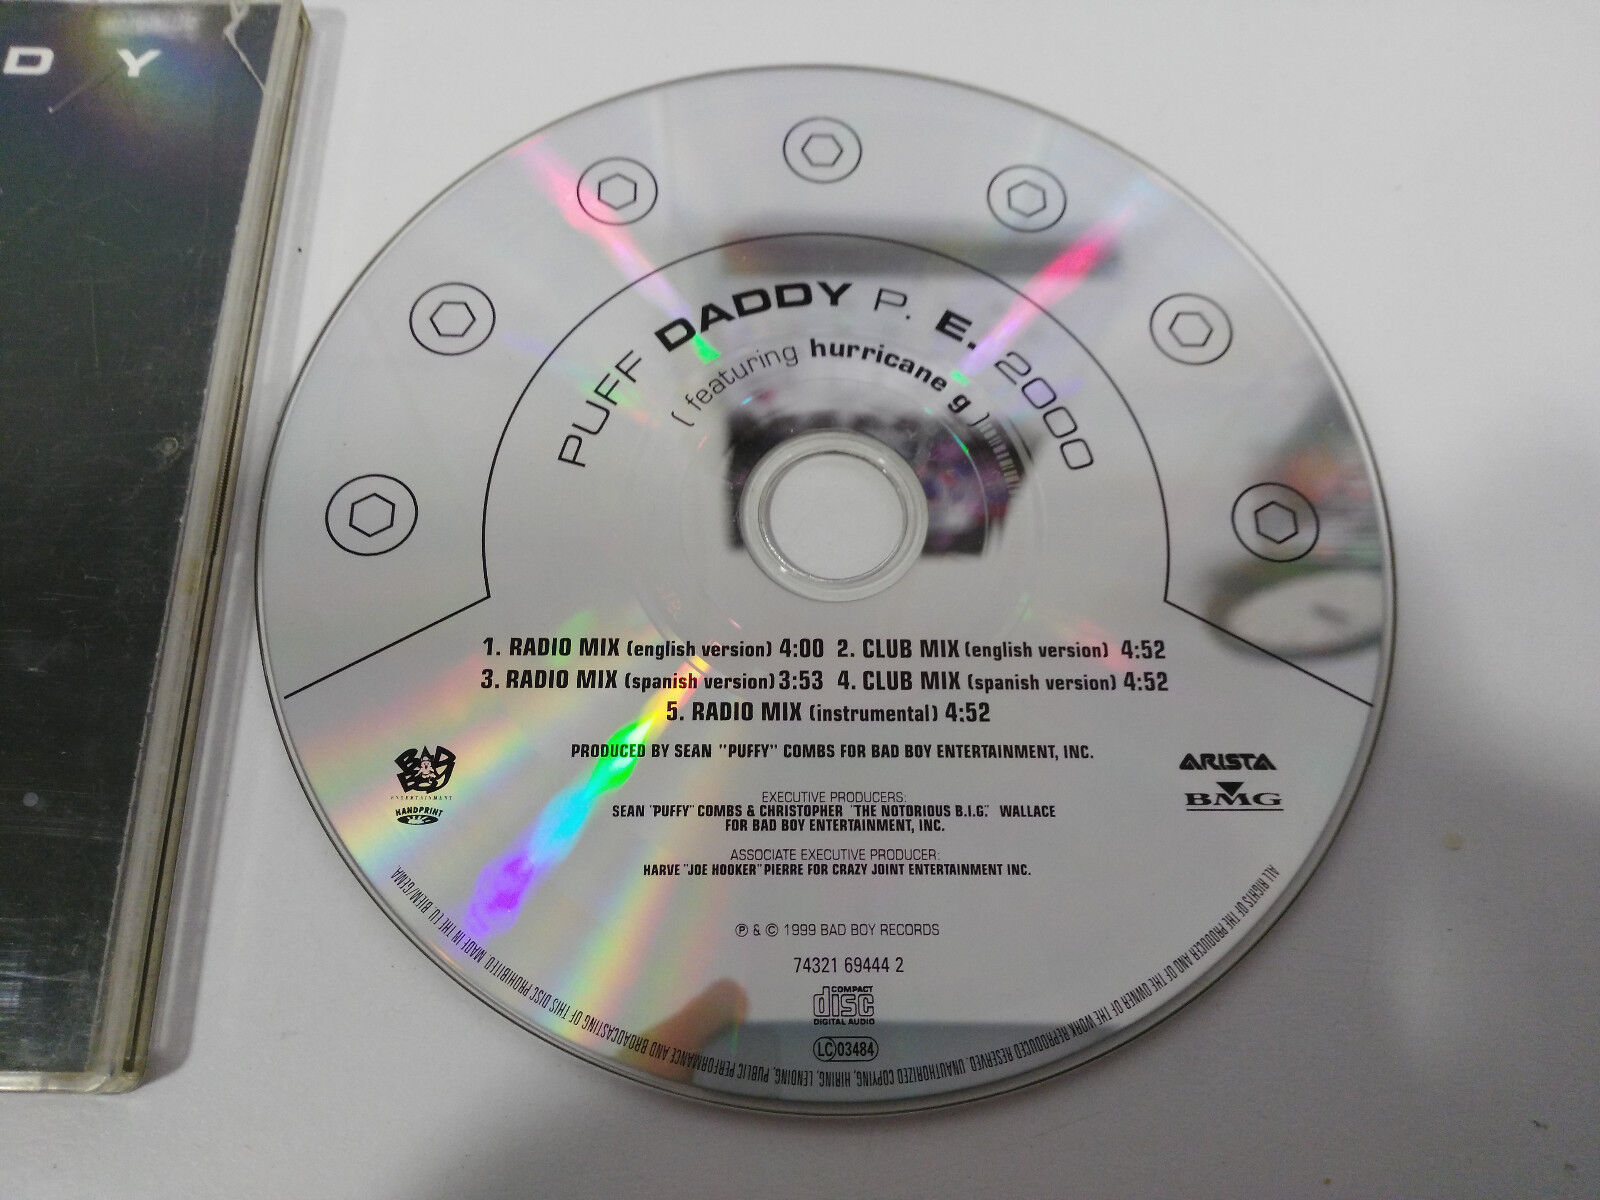 DDY
PUFF DADDY P. E. 2000
( featuring hurricane g )
1. RADIO MIX (english version) 4:00 2. CLUB MIX (english version) 4:52
3. RADIO MIX (spanish version) 3:53 4. CLUB MIX (spanish version) 4:52
5. RADIO MIX (instrumental) 4:52
PRODUCED BY SEAN "PUFFY" COMBS FOR BAD BOY ENTERTAINMENT, INC.
BAD BOY
ENTERTAINMENT
HANDPRINT
ARISTA
BMG
EXECUTIVE PRODUCERS:
SEAN "PUFFY" COMBS & CHRISTOPHER "THE NOTORIOUS B.I.G." WALLACE
FOR BAD BOY ENTERTAINMENT, INC.
ASSOCIATE EXECUTIVE PRODUCER:
HARVE "JOE HOOKER" PIERRE FOR CRAZY JOINT ENTERTAINMENT INC.
℗ & © 1999 BAD BOY RECORDS
74321 69444 2
COMPACT
disc
DIGITAL AUDIO
LC 03484
ALL RIGHTS OF THE PRODUCER AND OF THE OWNER OF THE WORK REPRODUCED RESERVED. UNAUTHORIZED COPYING, HIRING, LENDING, PUBLIC PERFORMANCE AND BROADCASTING OF THIS DISC PROHIBITED. MADE IN THE EU. BIEM/GEMA.